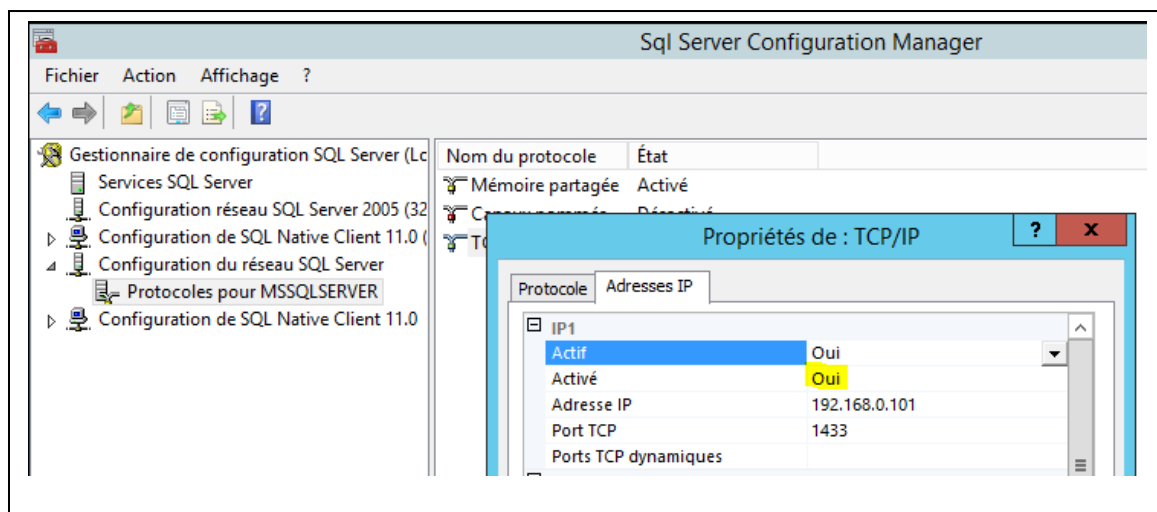 Sql Server Configuration Manager
Fichier Action Affichage ?
Gestionnaire de configuration SQL Server (Lc
Services SQL Server
Configuration réseau SQL Server 2005 (32
Configuration de SQL Native Client 11.0 (
Configuration du réseau SQL Server
Protocoles pour MSSQLSERVER
Configuration de SQL Native Client 11.0
Nom du protocole État
Mémoire partagée Activé
Propriétés de : TCP/IP ? x
Protocole Adresses IP
IP1
Actif Oui
Activé Oui
Adresse IP 192.168.0.101
Port TCP 1433
Ports TCP dynamiques